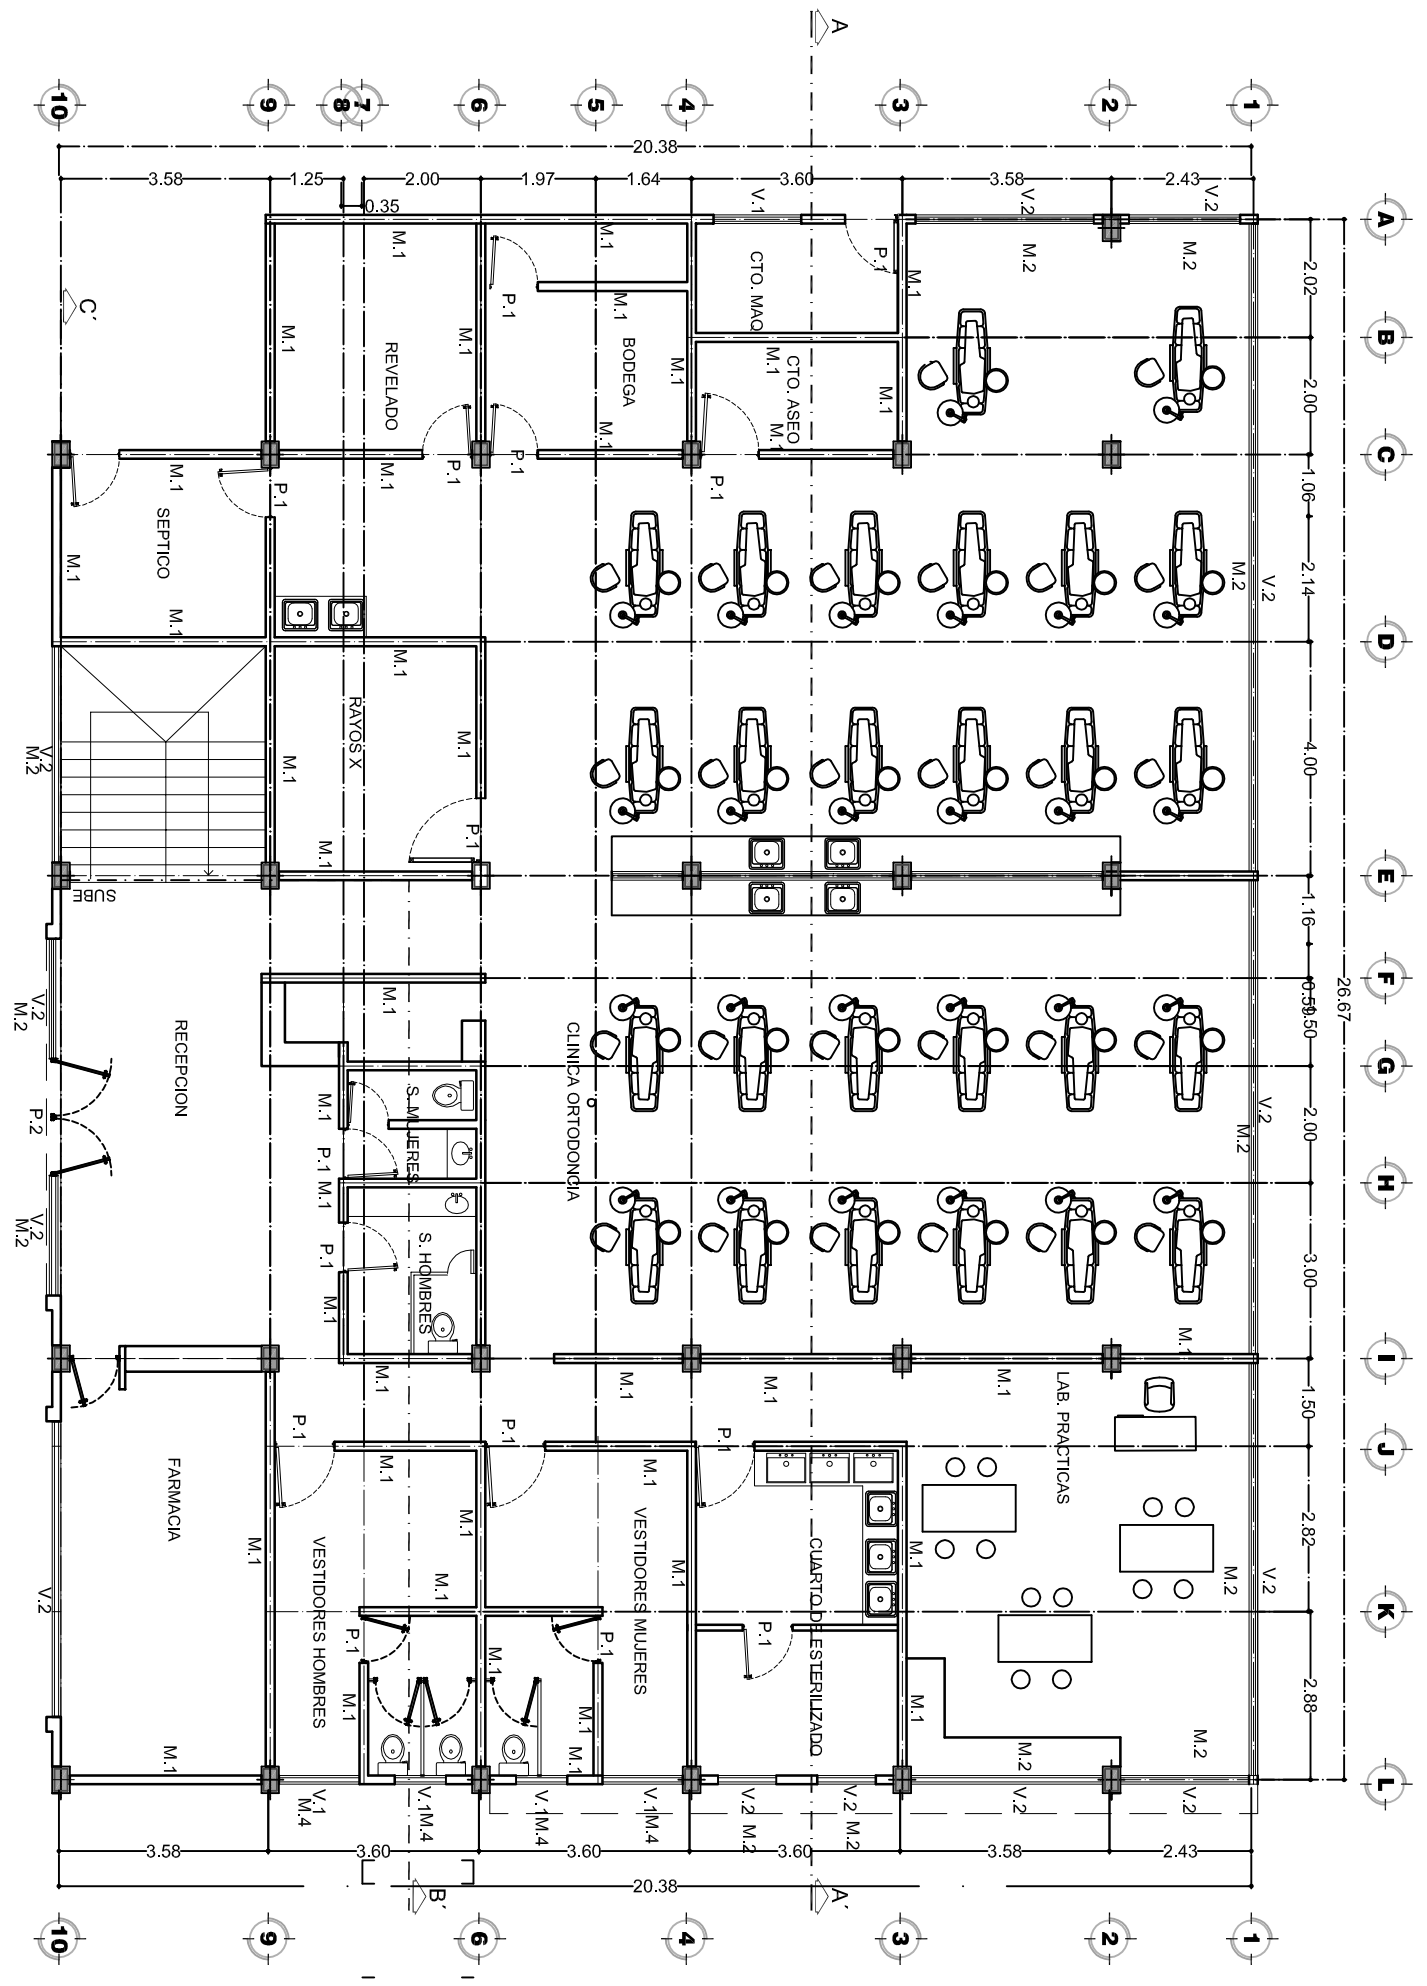 A
10
9
8
7
6
5
4
3
2
1
20.38
3.58
1.25
2.00
1.97
1.64
3.60
3.58
2.43
0.35
V.1
V.2
V.2
A
M.1
M.1
P.1
M.2
M.2
CTO. MAQ
M.1
2.02
C´
P.1
M.1
B
M.1
M.1
REVELADO
BODEGA
M.1
M.1
CTO. ASEO
M.1
2.00
M.1
M.1
C
M.1
M.1
P.1
P.1
P.1
P.1
1.06
SEPTICO
M.1
M.2
V.2
2.14
M.1
D
M.1
RAYOS X
M.1
M.1
V.2
M.2
4.00
P.1
M.1
E
SUBE
1.16
F
V.2
M.2
M.1
26.67
0.59
.50
RECEPCION
CLINICA ORTODONCIA
G
P.2
M.1
S. MUJERES
V.2
M.2
2.00
P.1
M.1
H
V.2
M.2
P.1
S. HOMBRES
M.1
3.00
M.1
I
M.1
M.1
M.1
M.1
LAB. PRACTICAS
1.50
P.1
P.1
P.1
J
FARMACIA
M.1
M.1
M.1
VESTIDORES HOMBRES
M.1
VESTIDORES MUJERES
M.1
CUARTO DE ESTERILIZADO
M.1
M.2
V.2
2.82
V.2
M.1
K
P.1
M.1
P.1
P.1
M.1
M.1
M.1
2.88
M.1
M.1
M.2
M.2
L
V.1
M.4
V.1M.4
V.1M.4
V.1M.4
V.2
M.2
V.2
M.2
V.2
V.2
3.58
3.60
3.60
3.60
3.58
2.43
20.38
B´
A´
10
9
6
4
3
2
1